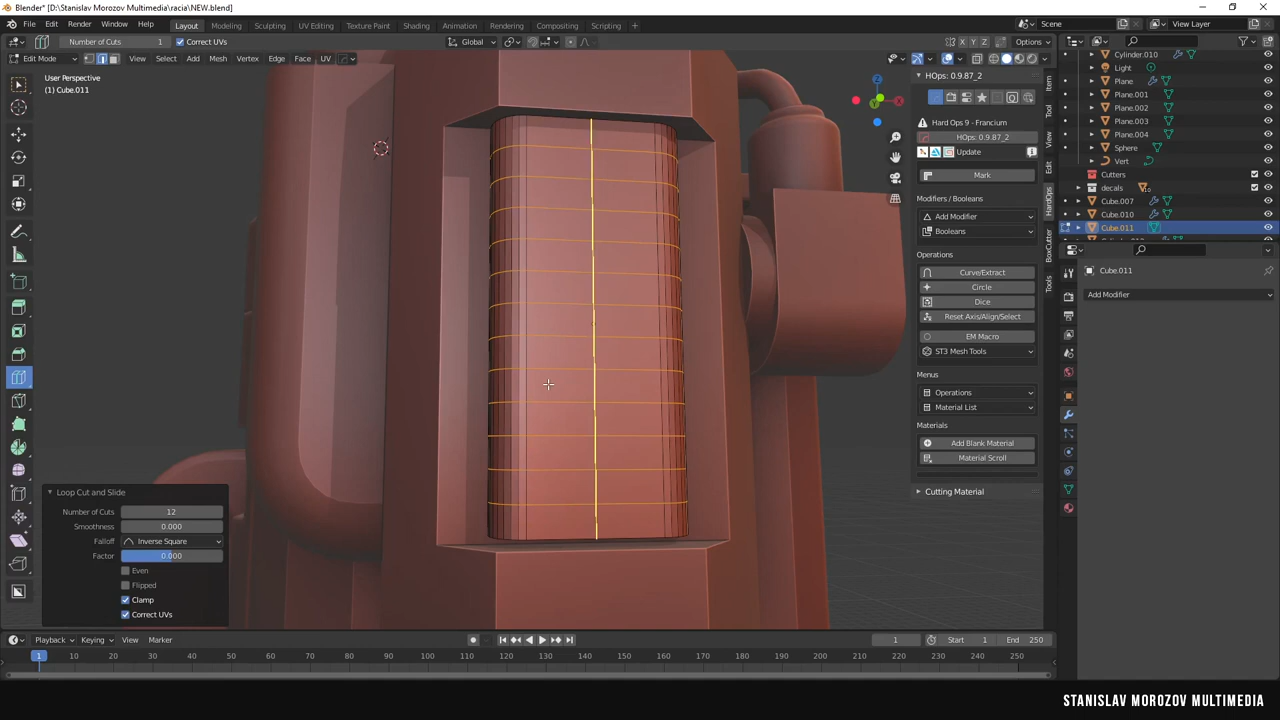 Blender* [D:\Stanislav Morozov Multimedia\racia\NEW.blend]
File Edit Render Window Help Layout Modeling Sculpting UV Editing Texture Paint Shading Animation Rendering Compositing Scripting Scene View Layer
Number of Cuts 1 Correct UVs Global X Y Z Options
Edit Mode View Select Add Mesh Vertex Edge Face UV
User Perspective
(1) Cube.011
HOps: 0.9.87_2
Hard Ops 9 - Francium
HOps: 0.9.87_2
Update
Mark
Modifiers / Booleans
Add Modifier
Booleans
Operations
Curve/Extract
Circle
Dice
Reset Axis/Align/Select
EM Macro
ST3 Mesh Tools
Menus
Operations
Material List
Materials
Add Blank Material
Material Scroll
Cutting Material
Item
Tool
View
Edit
HardOps
BoxCutter
Tools
Cylinder.010
Light
Plane
Plane.001
Plane.002
Plane.003
Plane.004
Sphere
Vert
Cutters
decals
Cube.007
Cube.010
Cube.011
Cube.011
Add Modifier
Loop Cut and Slide
Number of Cuts 12
Smoothness 0.000
Falloff Inverse Square
Factor 0.000
Even
Flipped
Clamp
Correct UVs
Playback Keying View Marker 1 Start 1 End 250
1 10 20 30 40 50 60 70 80 90 100 110 120 130 140 150 160 170 180 190 200 210 220 230 240 250
STANISLAV MOROZOV MULTIMEDIA